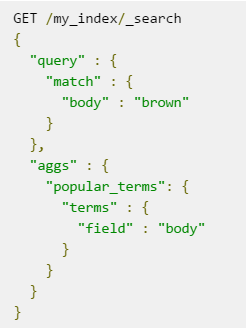 GET /my_index/_search
{
  "query" : {
    "match" : {
      "body" : "brown"
    }
  },
  "aggs" : {
    "popular_terms": {
      "terms" : {
        "field" : "body"
      }
    }
  }
}